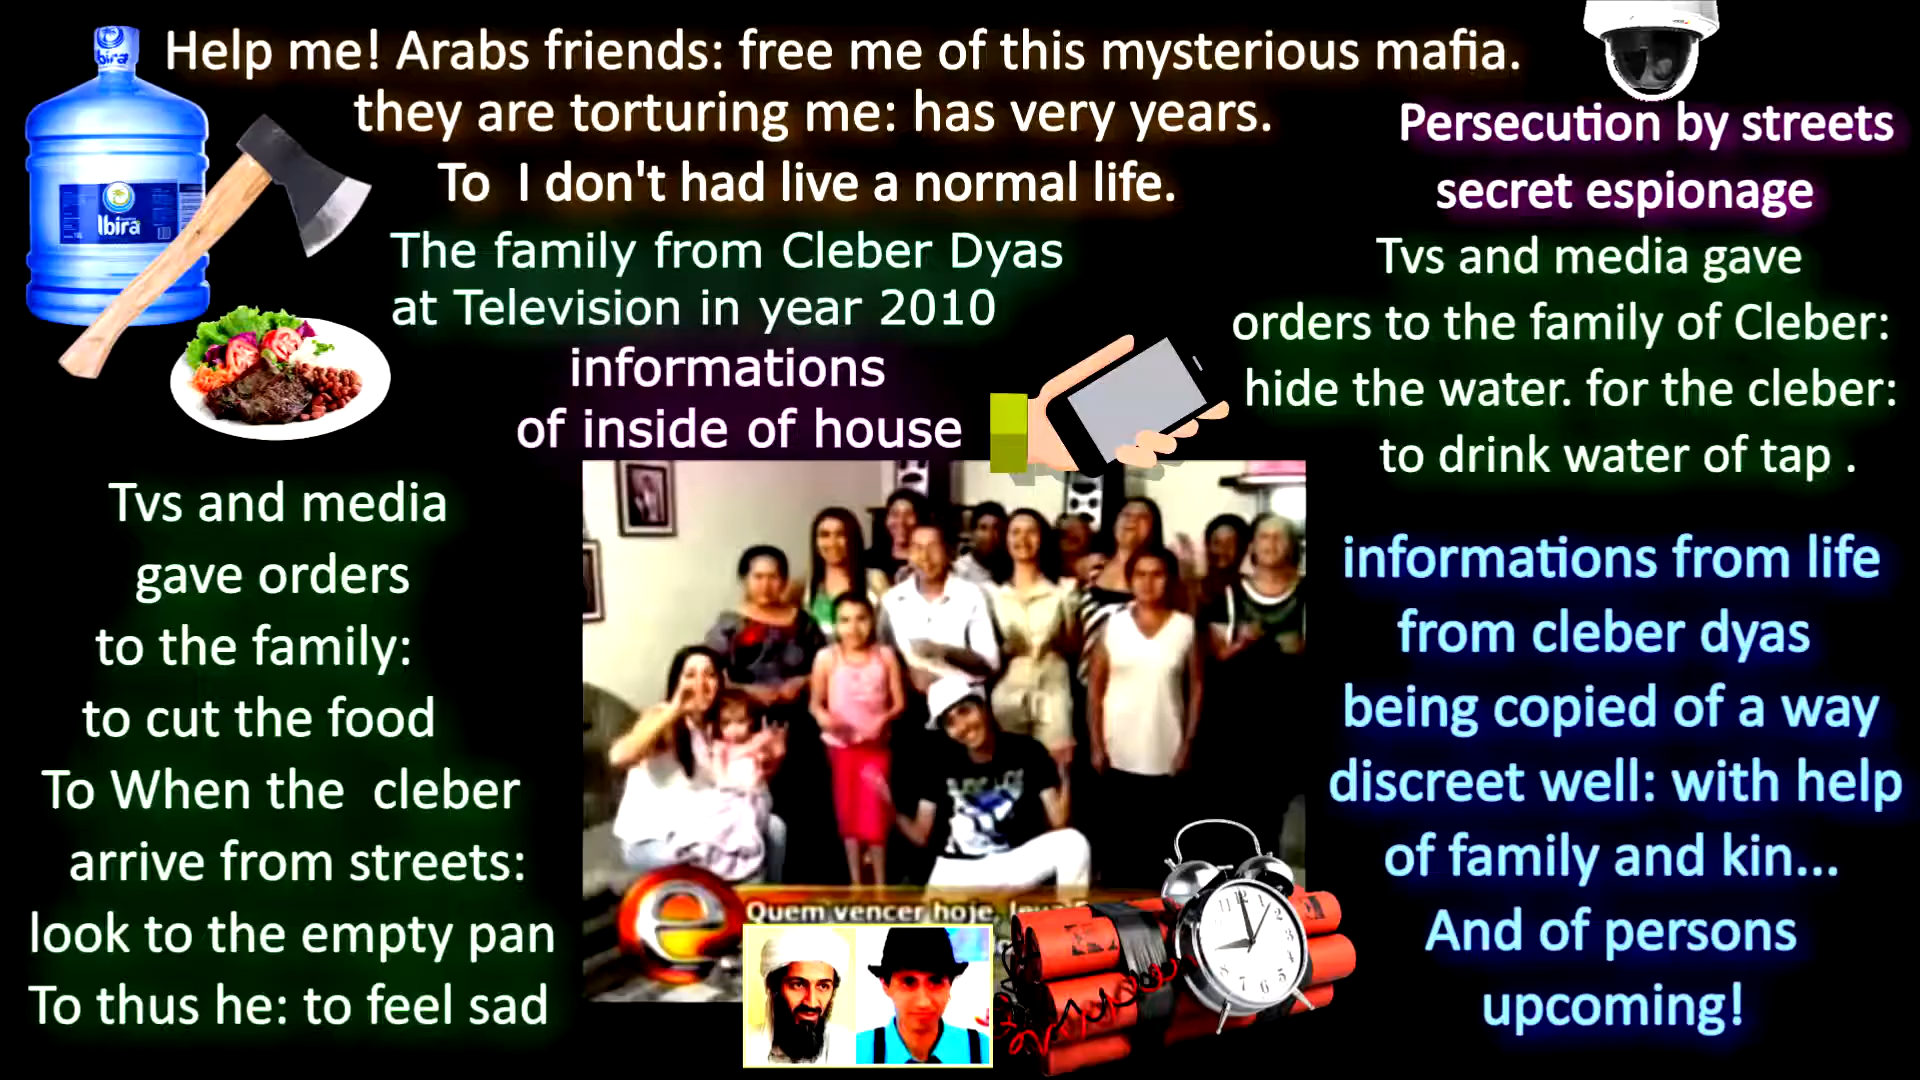 Help me! Arabs friends: free me of this mysterious mafia.
they are torturing me: has very years.
To I don't had live a normal life.
The family from Cleber Dyas
at Television in year 2010
informations
of inside of house
Persecution by streets
secret espionage
Tvs and media gave
orders to the family of Cleber:
hide the water. for the cleber:
to drink water of tap .
Ibira
Tvs and media
gave orders
to the family:
to cut the food
To When the cleber
arrive from streets:
look to the empty pan
To thus he: to feel sad
informations from life
from cleber dyas
being copied of a way
discreet well: with help
of family and kin...
And of persons
upcoming!
e
Quem vencer hoje,